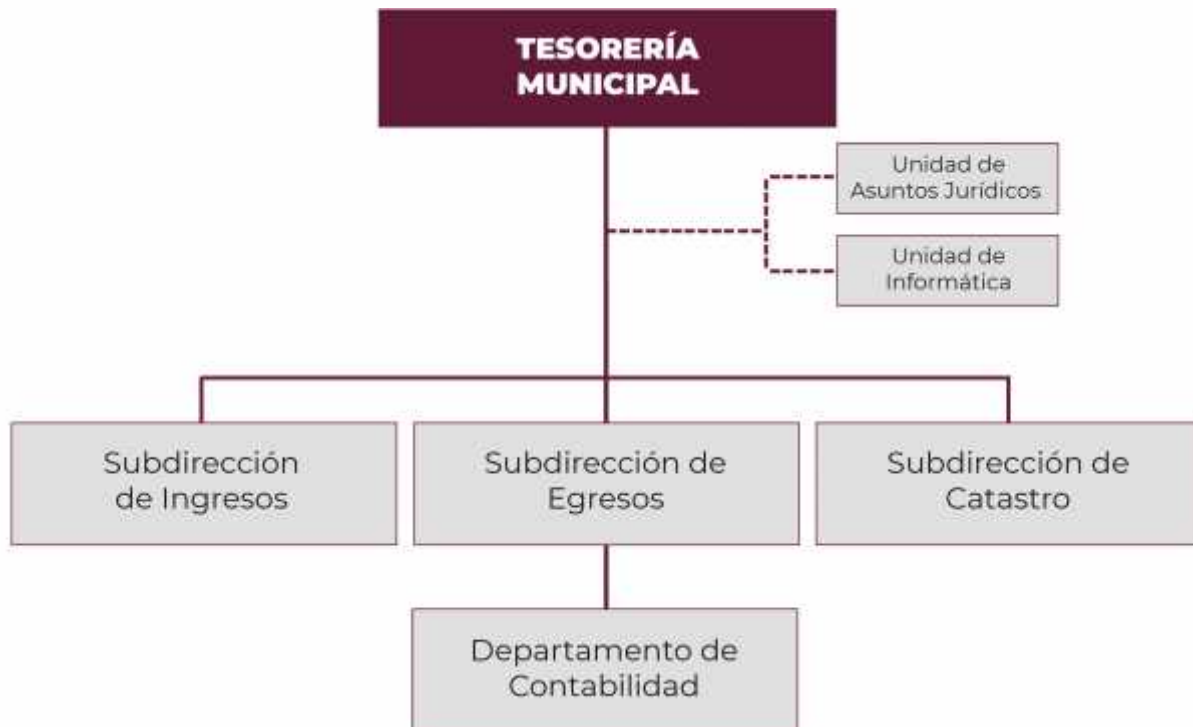 TESORERÍA
MUNICIPAL
Unidad de
Asuntos Jurídicos
Unidad de
Informática
Subdirección
de Ingresos
Subdirección de
Egresos
Subdirección de
Catastro
Departamento de
Contabilidad